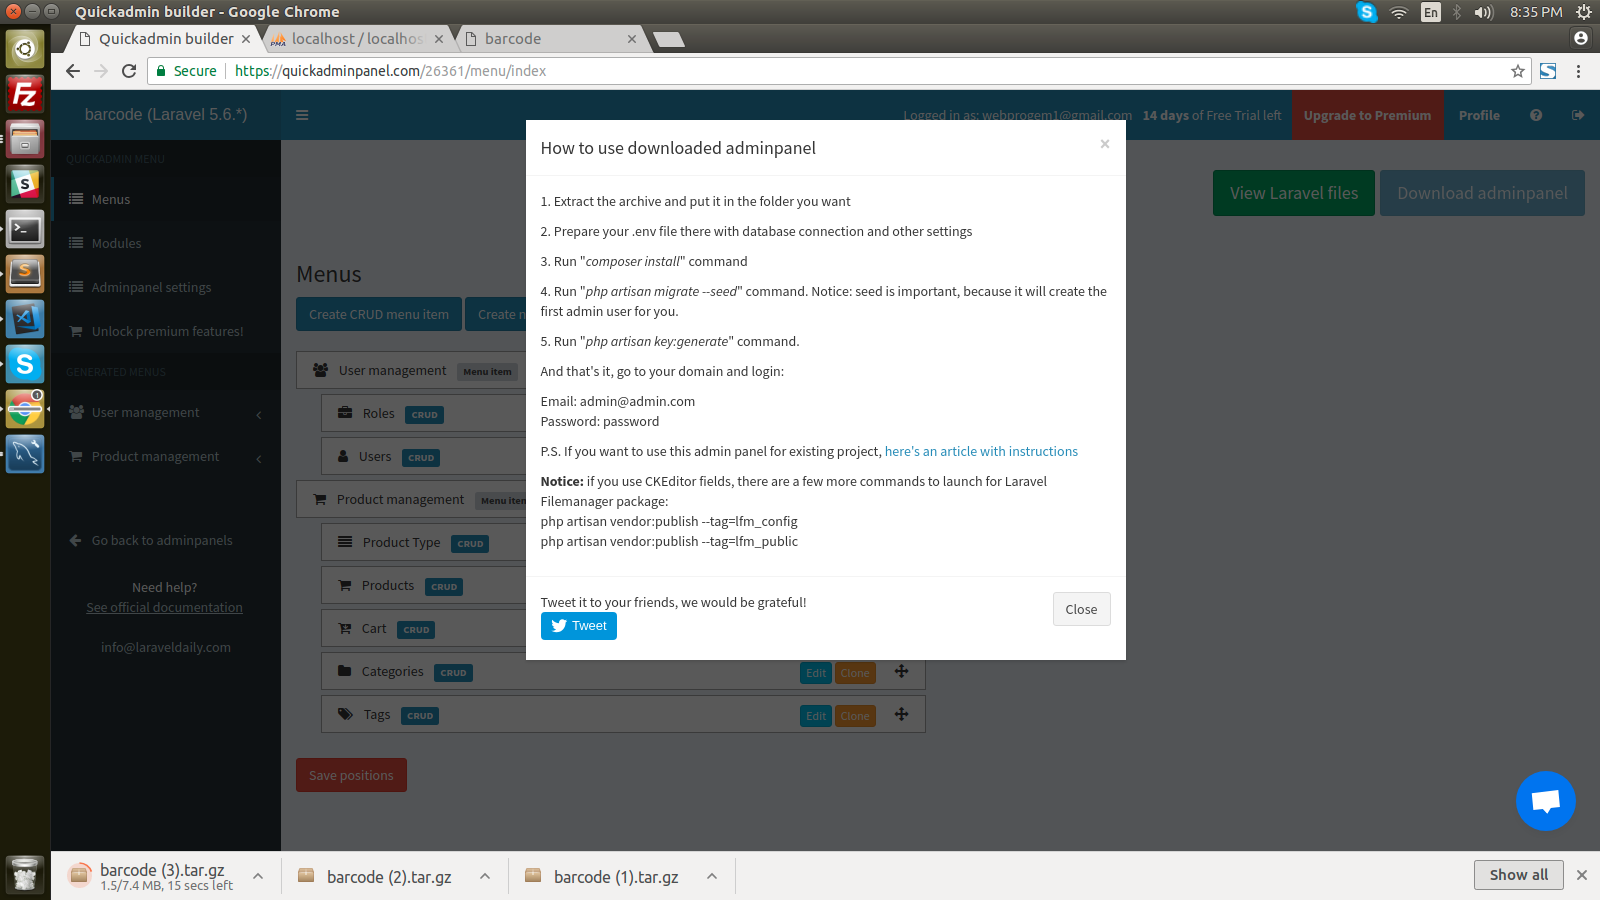 Quickadmin builder - Google Chrome
En
8:35 PM
Quickadmin builder
localhost / localhos
barcode
Secure
https://quickadminpanel.com/26361/menu/index
barcode (Laravel 5.6.*)
Logged in as: webprogem1@gmail.com
14 days of Free Trial left
Upgrade to Premium
Profile
QUICKADMIN MENU
Menus
Modules
Adminpanel settings
Unlock premium features!
GENERATED MENUS
User management
Product management
Go back to adminpanels
Need help?
See official documentation
info@laraveldaily.com
View Laravel files
Download adminpanel
Menus
Create CRUD menu item
Create n
User management Menu item
Roles CRUD
Users CRUD
Product management Menu item
Product Type CRUD
Products CRUD
Cart CRUD
Categories CRUD Edit Clone
Tags CRUD Edit Clone
Save positions
How to use downloaded adminpanel
×
1. Extract the archive and put it in the folder you want
2. Prepare your .env file there with database connection and other settings
3. Run "composer install" command
4. Run "php artisan migrate --seed" command. Notice: seed is important, because it will create the
first admin user for you.
5. Run "php artisan key:generate" command.
And that's it, go to your domain and login:
Email: admin@admin.com
Password: password
P.S. If you want to use this admin panel for existing project, here's an article with instructions
Notice: if you use CKEditor fields, there are a few more commands to launch for Laravel
Filemanager package:
php artisan vendor:publish --tag=lfm_config
php artisan vendor:publish --tag=lfm_public
Tweet it to your friends, we would be grateful!
Tweet
Close
barcode (3).tar.gz
1.5/7.4 MB, 15 secs left
barcode (2).tar.gz
barcode (1).tar.gz
Show all